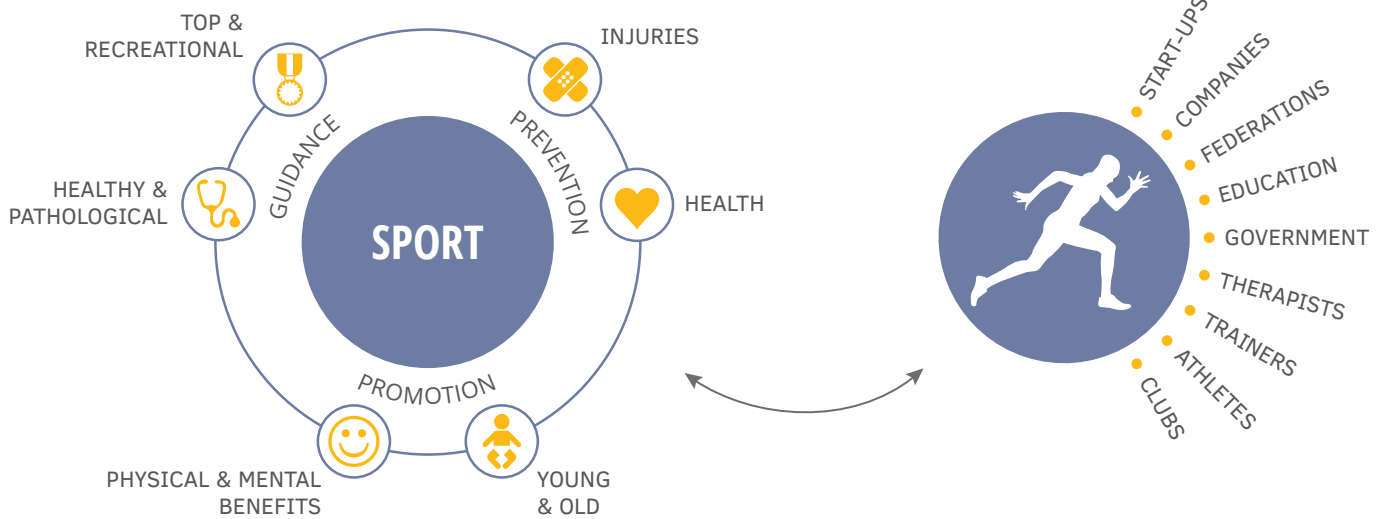 TOP &
RECREATIONAL
INJURIES
GUIDANCE
PREVENTION
HEALTHY &
PATHOLOGICAL
HEALTH
SPORT
PROMOTION
PHYSICAL & MENTAL
BENEFITS
YOUNG
& OLD
START-UPS
COMPANIES
FEDERATIONS
EDUCATION
GOVERNMENT
THERAPISTS
TRAINERS
ATHLETES
CLUBS